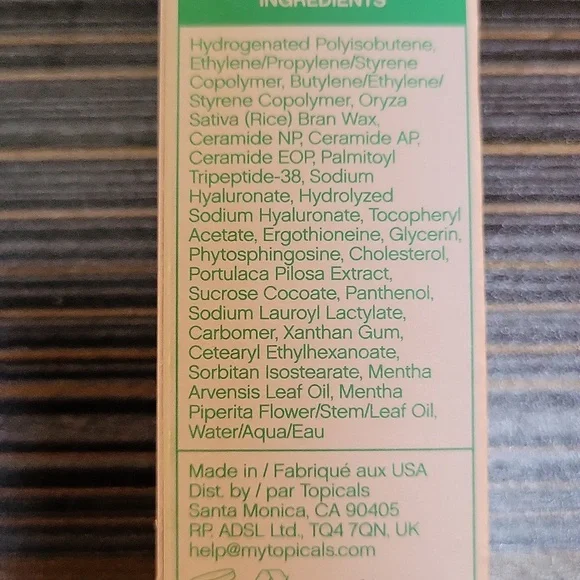 INGREDIENTS
Hydrogenated Polyisobutene,
Ethylene/Propylene/Styrene
Copolymer, Butylene/Ethylene/
Styrene Copolymer, Oryza
Sativa (Rice) Bran Wax,
Ceramide NP, Ceramide AP,
Ceramide EOP, Palmitoyl
Tripeptide-38, Sodium
Hyaluronate, Hydrolyzed
Sodium Hyaluronate, Tocopheryl
Acetate, Ergothioneine, Glycerin,
Phytosphingosine, Cholesterol,
Portulaca Pilosa Extract,
Sucrose Cocoate, Panthenol,
Sodium Lauroyl Lactylate,
Carbomer, Xanthan Gum,
Cetearyl Ethylhexanoate,
Sorbitan Isostearate, Mentha
Arvensis Leaf Oil, Mentha
Piperita Flower/Stem/Leaf Oil,
Water/Aqua/Eau
Made in / Fabriqué aux USA
Dist. by / par Topicals
Santa Monica, CA 90405
RP. ADSL Ltd., TQ4 7QN, UK
help@mytopicals.com